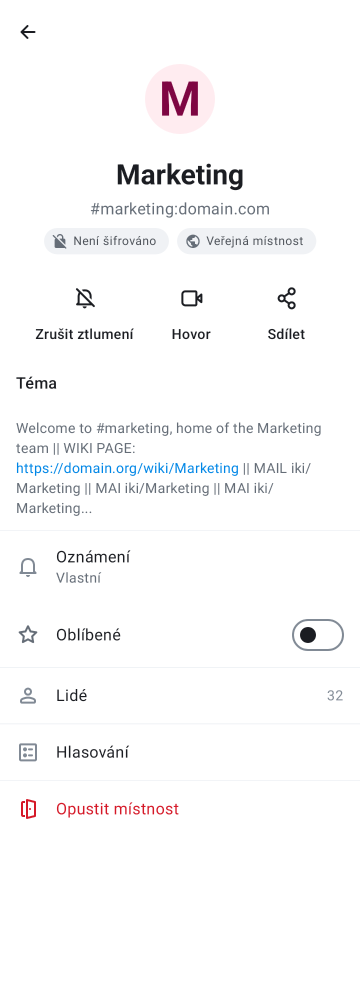 M
Marketing
#marketing:domain.com
Není šifrováno
Veřejná místnost
Zrušit ztlumení
Hovor
Sdílet
Téma
Welcome to #marketing, home of the Marketing
team || WIKI PAGE:
https://domain.org/wiki/Marketing || MAIL iki/
Marketing || MAI iki/Marketing || MAI iki/
Marketing...
Oznámení
Vlastní
Oblíbené
Lidé 32
Hlasování
Opustit místnost